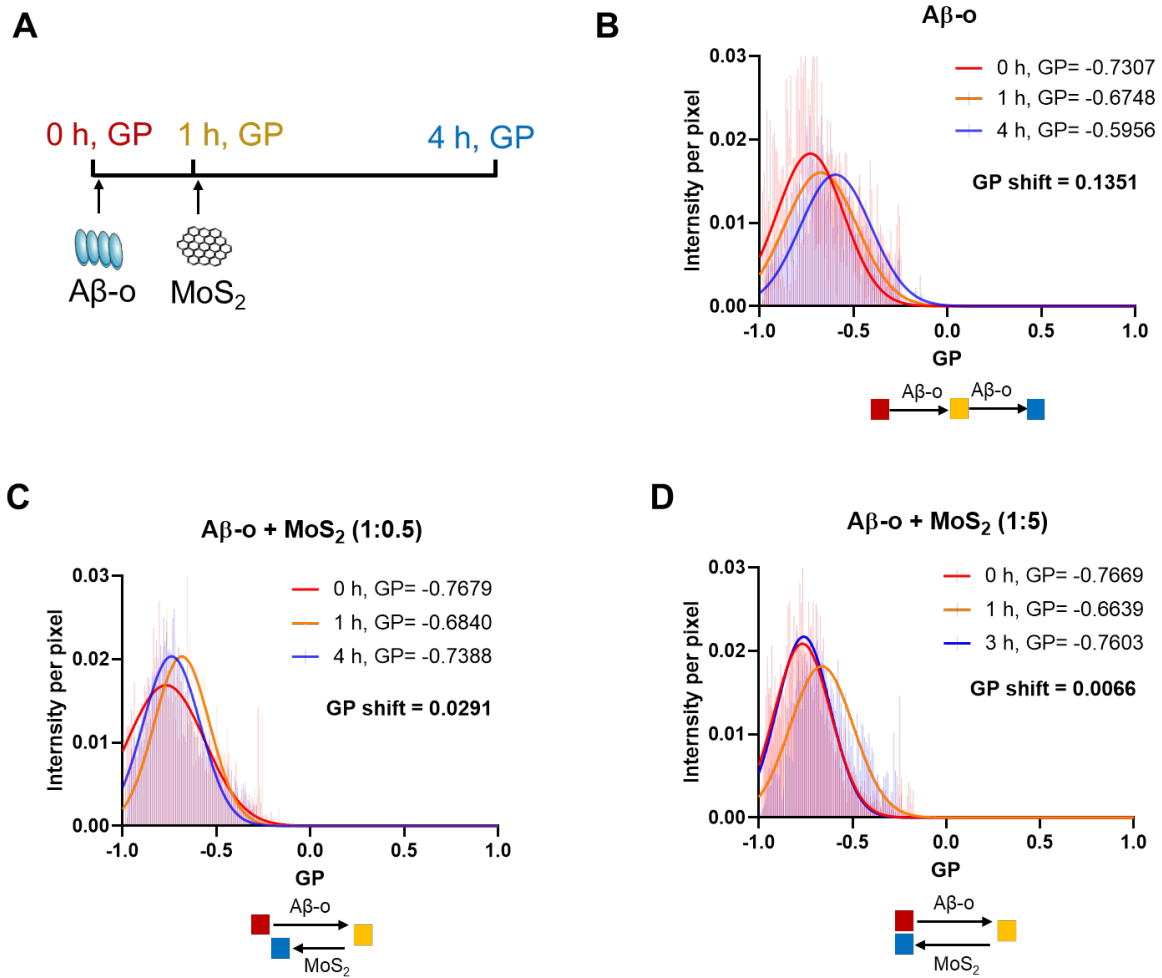 A
0 h, GP
1 h, GP
4 h, GP
Aβ-o
MoS₂
B
Aβ-o
0 h, GP= -0.7307
1 h, GP= -0.6748
4 h, GP= -0.5956
GP shift = 0.1351
Internsity per pixel
0.03
0.02
0.01
0.00
-1.0 -0.5 0.0 0.5 1.0
GP
Aβ-o Aβ-o
C
Aβ-o + MoS₂ (1:0.5)
0 h, GP= -0.7679
1 h, GP= -0.6840
4 h, GP= -0.7388
GP shift = 0.0291
Internsity per pixel
0.03
0.02
0.01
0.00
-1.0 -0.5 0.0 0.5 1.0
GP
Aβ-o
MoS₂
D
Aβ-o + MoS₂ (1:5)
0 h, GP= -0.7669
1 h, GP= -0.6639
3 h, GP= -0.7603
GP shift = 0.0066
Internsity per pixel
0.03
0.02
0.01
0.00
-1.0 -0.5 0.0 0.5 1.0
GP
Aβ-o
MoS₂